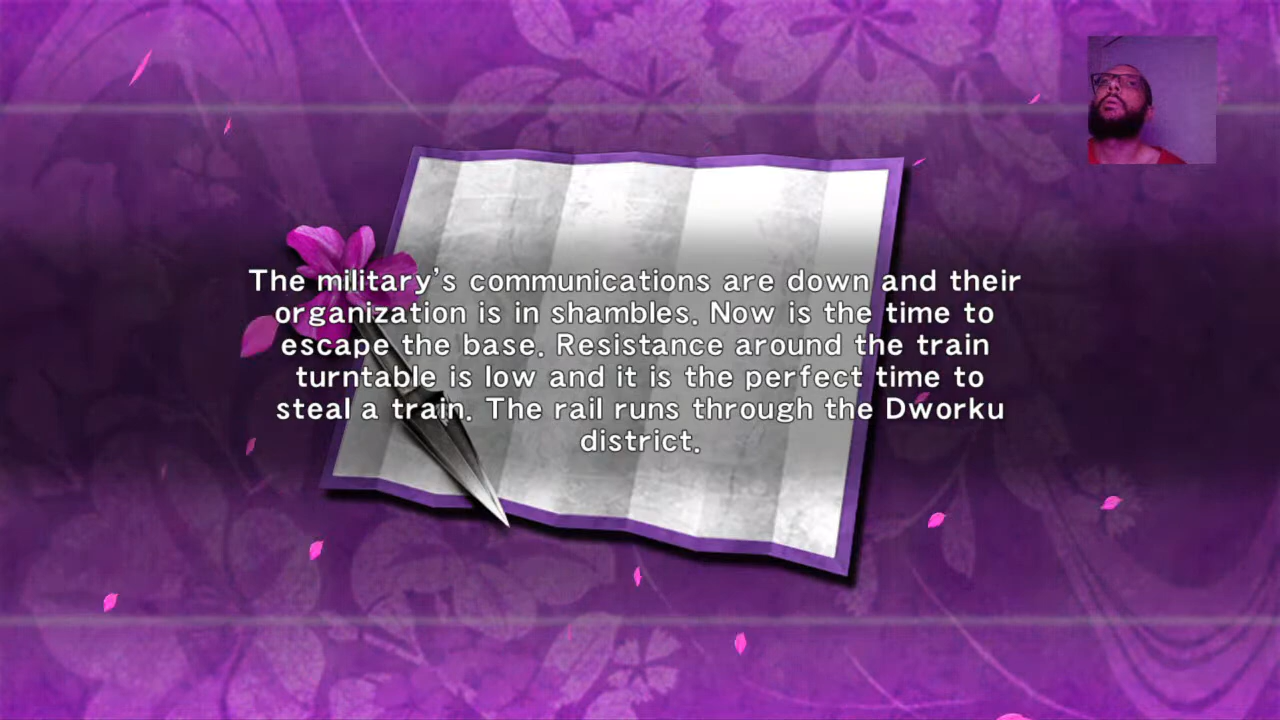 The military's communications are down and their
organization is in shambles. Now is the time to
escape the base. Resistance around the train
turntable is low and it is the perfect time to
steal a train. The rail runs through the Dworku
district.